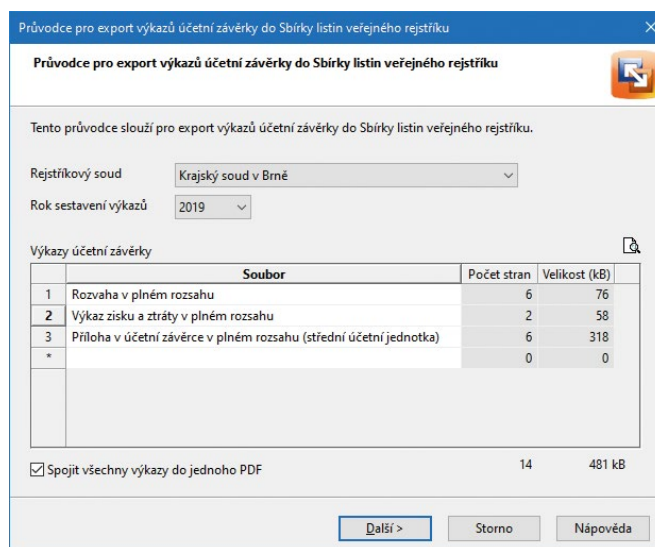 Průvodce pro export výkazů účetní závěrky do Sbírky listin veřejného rejstříku
Průvodce pro export výkazů účetní závěrky do Sbírky listin veřejného rejstříku
Tento průvodce slouží pro export výkazů účetní závěrky do Sbírky listin veřejného rejstříku.
Rejstříkový soud Krajský soud v Brně
Rok sestavení výkazů 2019
Výkazy účetní závěrky
Soubor Počet stran Velikost (kB)
1 Rozvaha v plném rozsahu 6 76
2 Výkaz zisku a ztráty v plném rozsahu 2 58
3 Příloha v účetní závěrce v plném rozsahu (střední účetní jednotka) 6 318
* 0 0
Spojit všechny výkazy do jednoho PDF 14 481 kB
Další > Storno Nápověda